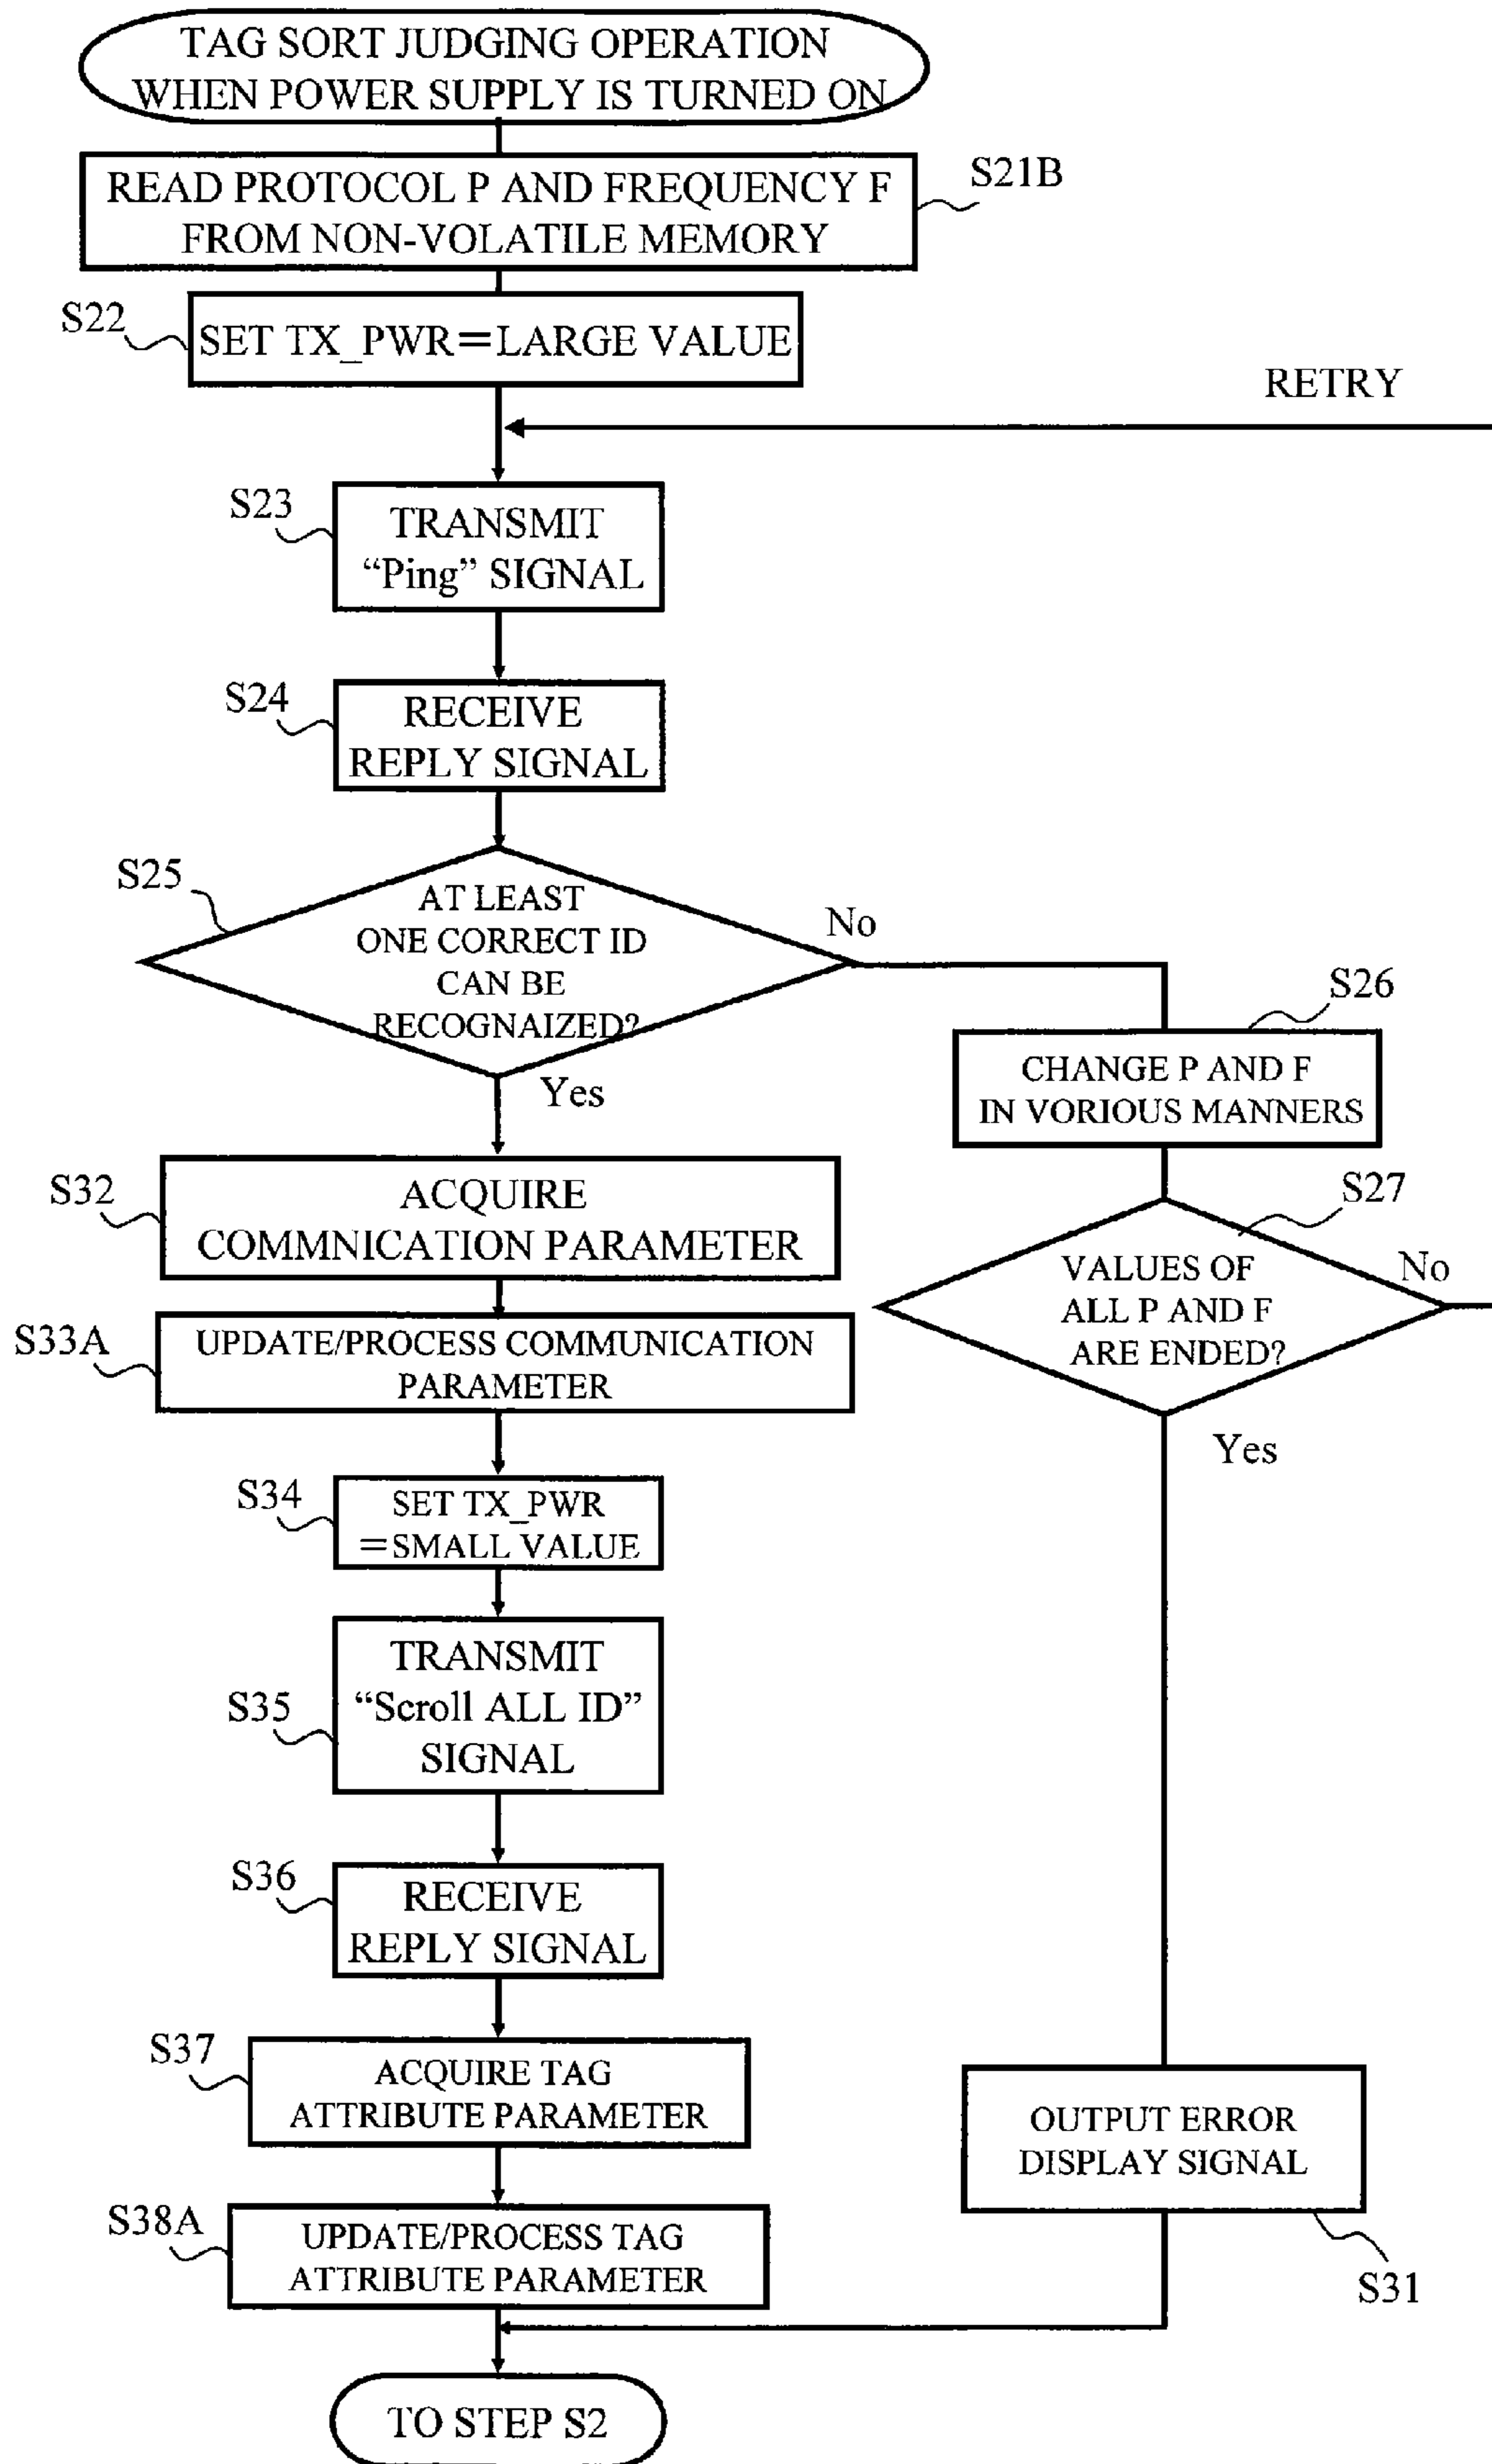 TAG SORT JUDGING OPERATION
WHEN POWER SUPPLY IS TURNED ON
READ PROTOCOL P AND FREQUENCY F
FROM NON-VOLATILE MEMORY
S21B
S22
SET TX_PWR=LARGE VALUE
RETRY
S23
TRANSMIT
“Ping” SIGNAL
S24
RECEIVE
REPLY SIGNAL
S25
AT LEAST
ONE CORRECT ID
CAN BE
RECOGNAIZED?
No
Yes
S26
CHANGE P AND F
IN VORIOUS MANNERS
S27
VALUES OF
ALL P AND F
ARE ENDED?
No
Yes
S32
ACQUIRE
COMMNICATION PARAMETER
S33A
UPDATE/PROCESS COMMUNICATION
PARAMETER
S34
SET TX_PWR
=SMALL VALUE
S35
TRANSMIT
“Scroll ALL ID”
SIGNAL
S36
RECEIVE
REPLY SIGNAL
S37
ACQUIRE TAG
ATTRIBUTE PARAMETER
OUTPUT ERROR
DISPLAY SIGNAL
S31
S38A
UPDATE/PROCESS TAG
ATTRIBUTE PARAMETER
TO STEP S2